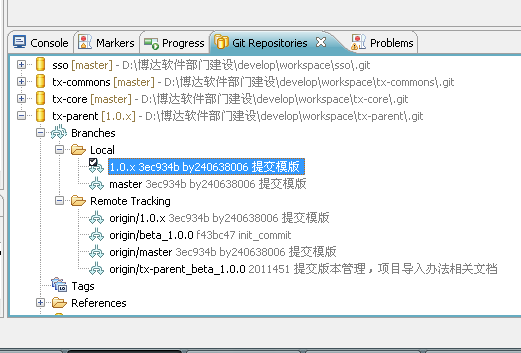 Console Markers Progress Git Repositories Problems
sso [master] - D:\博达软件部门建设\develop\workspace\sso\.git
tx-commons [master] - D:\博达软件部门建设\develop\workspace\tx-commons\.git
tx-core [master] - D:\博达软件部门建设\develop\workspace\tx-core\.git
tx-parent [1.0.x] - D:\博达软件部门建设\develop\workspace\tx-parent\.git
Branches
Local
1.0.x 3ec934b by240638006 提交模版
master 3ec934b by240638006 提交模版
Remote Tracking
origin/1.0.x 3ec934b by240638006 提交模版
origin/beta_1.0.0 f43bc47 init_commit
origin/master 3ec934b by240638006 提交模版
origin/tx-parent_beta_1.0.0 2011451 提交版本管理，项目导入办法相关文档
Tags
References